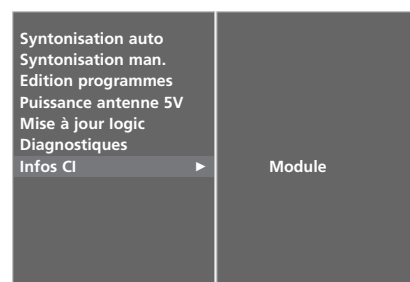 Syntonisation auto
Syntonisation man.
Edition programmes
Puissance antenne 5V
Mise à jour logic
Diagnostiques
Infos CI ► Module